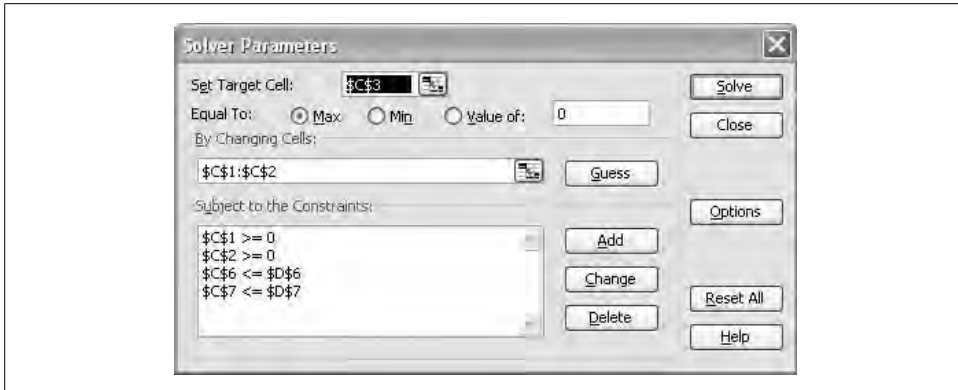 Solver Parameters
Set Target Cell: $C$3
Solve
Equal To: Max Min Value of: 0
Close
By Changing Cells:
$C$1:$C$2
Guess
Subject to the Constraints:
Options
$C$1 >= 0
Add
$C$2 >= 0
$C$6 <= $D$6
Change
$C$7 <= $D$7
Reset All
Delete
Help